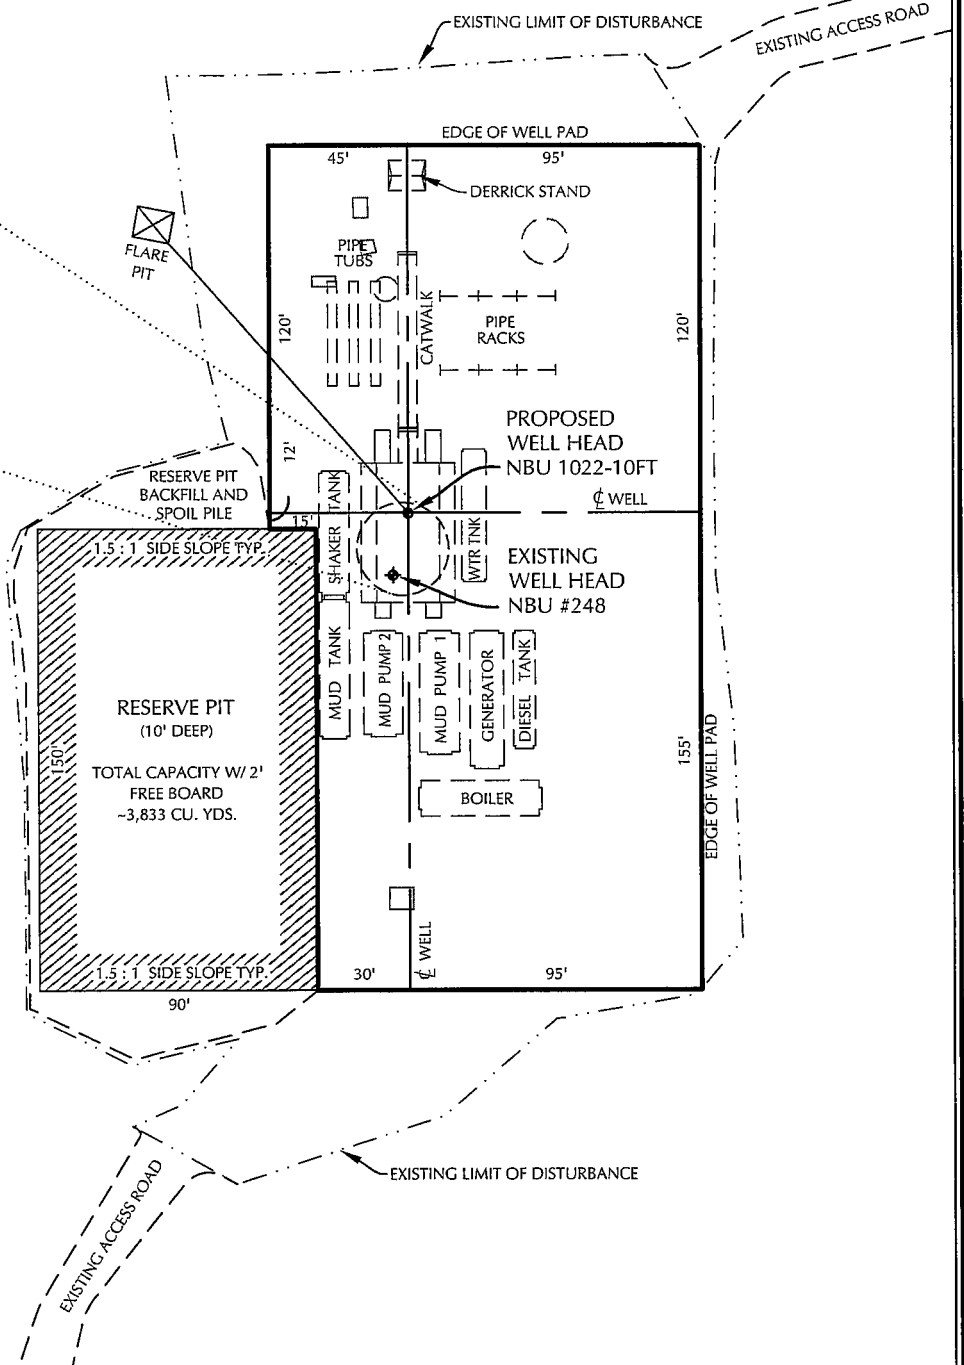 EXISTING LIMIT OF DISTURBANCE
EXISTING ACCESS ROAD
EDGE OF WELL PAD
45'
95'
DERRICK STAND
FLARE
PIT
PIPE
TUBS
120'
CATWALK
PIPE
RACKS
120'
PROPOSED
WELL HEAD
NBU 1022-10FT
12'
RESERVE PIT
BACKFILL AND
SPOIL PILE
15'
SHAKER TANK
WTR TNK
℄ WELL
1.5 : 1 SIDE SLOPE TYP.
EXISTING
WELL HEAD
NBU #248
MUD TANK
MUD PUMP 2
MUD PUMP 1
GENERATOR
DIESEL TANK
RESERVE PIT
(10' DEEP)
TOTAL CAPACITY W/ 2'
FREE BOARD
~3,833 CU. YDS.
150'
155'
EDGE OF WELL PAD
BOILER
℄ WELL
1.5 : 1 SIDE SLOPE TYP.
30'
95'
90'
EXISTING LIMIT OF DISTURBANCE
EXISTING ACCESS ROAD